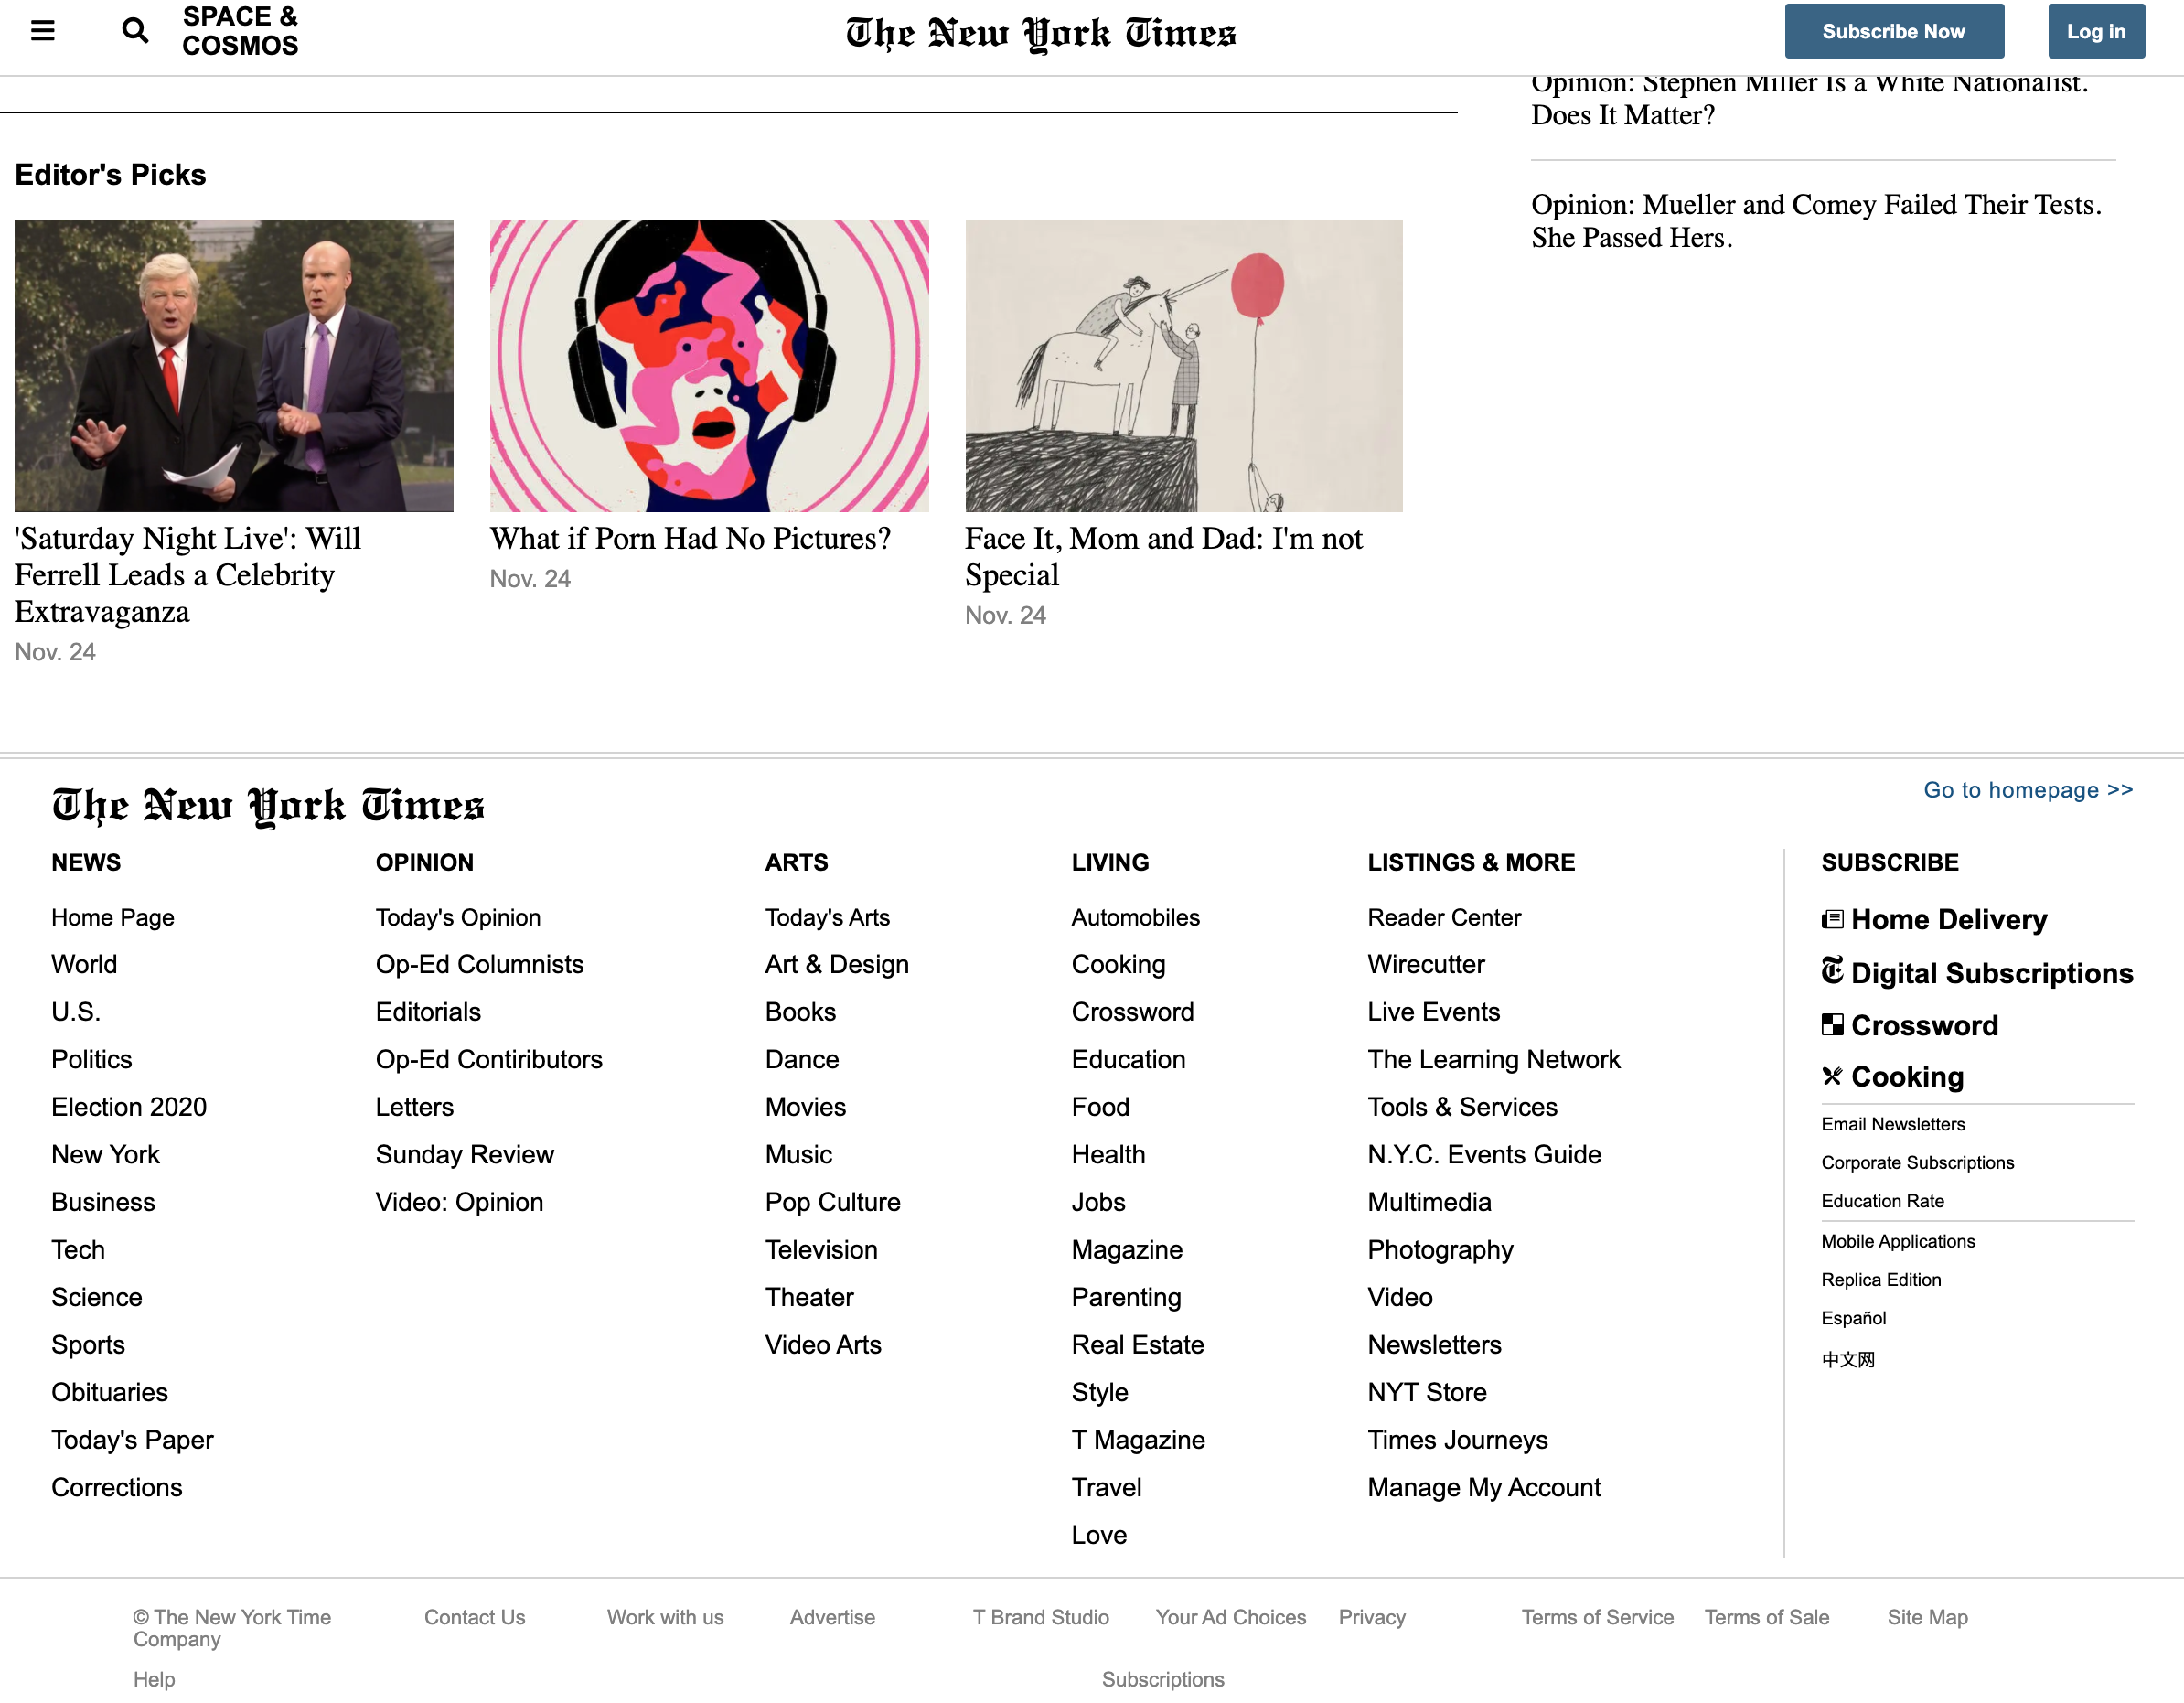 SPACE &
COSMOS
The New York Times
Subscribe Now
Log in
Opinion: Stephen Miller Is a White Nationalist.
Does It Matter?
Opinion: Mueller and Comey Failed Their Tests.
She Passed Hers.
Editor's Picks
'Saturday Night Live': Will
Ferrell Leads a Celebrity
Extravaganza
Nov. 24
What if Porn Had No Pictures?
Nov. 24
Face It, Mom and Dad: I'm not
Special
Nov. 24
The New York Times
Go to homepage >>
NEWS
Home Page
World
U.S.
Politics
Election 2020
New York
Business
Tech
Science
Sports
Obituaries
Today's Paper
Corrections
OPINION
Today's Opinion
Op-Ed Columnists
Editorials
Op-Ed Contiributors
Letters
Sunday Review
Video: Opinion
ARTS
Today's Arts
Art & Design
Books
Dance
Movies
Music
Pop Culture
Television
Theater
Video Arts
LIVING
Automobiles
Cooking
Crossword
Education
Food
Health
Jobs
Magazine
Parenting
Real Estate
Style
T Magazine
Travel
Love
LISTINGS & MORE
Reader Center
Wirecutter
Live Events
The Learning Network
Tools & Services
N.Y.C. Events Guide
Multimedia
Photography
Video
Newsletters
NYT Store
Times Journeys
Manage My Account
SUBSCRIBE
Home Delivery
Digital Subscriptions
Crossword
Cooking
Email Newsletters
Corporate Subscriptions
Education Rate
Mobile Applications
Replica Edition
Español
中文网
© The New York Time
Company
Contact Us
Work with us
Advertise
T Brand Studio
Your Ad Choices
Privacy
Terms of Service
Terms of Sale
Site Map
Help
Subscriptions